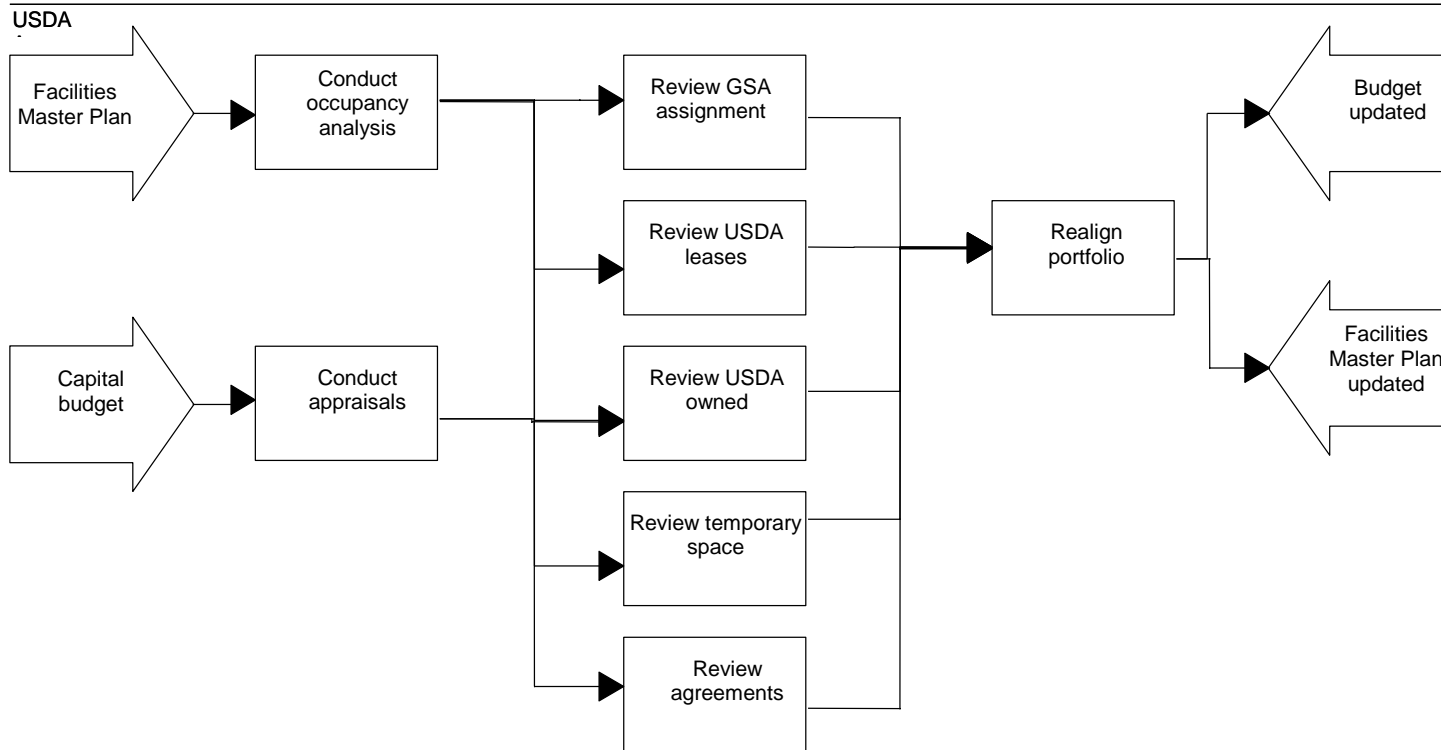 USDA
Facilities
Master Plan
Conduct
occupancy
analysis
Review GSA
assignment
Budget
updated
Review USDA
leases
Realign
portfolio
Capital
budget
Conduct
appraisals
Review USDA
owned
Facilities
Master Plan
updated
Review temporary
space
Review
agreements